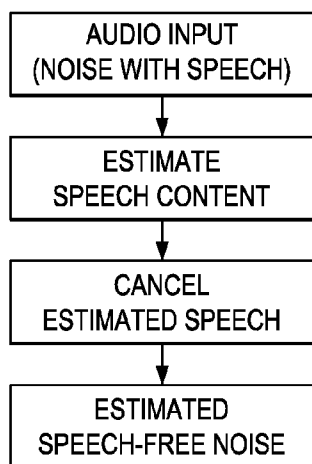 AUDIO INPUT
(NOISE WITH SPEECH)
ESTIMATE
SPEECH CONTENT
CANCEL
ESTIMATED SPEECH
ESTIMATED
SPEECH-FREE NOISE